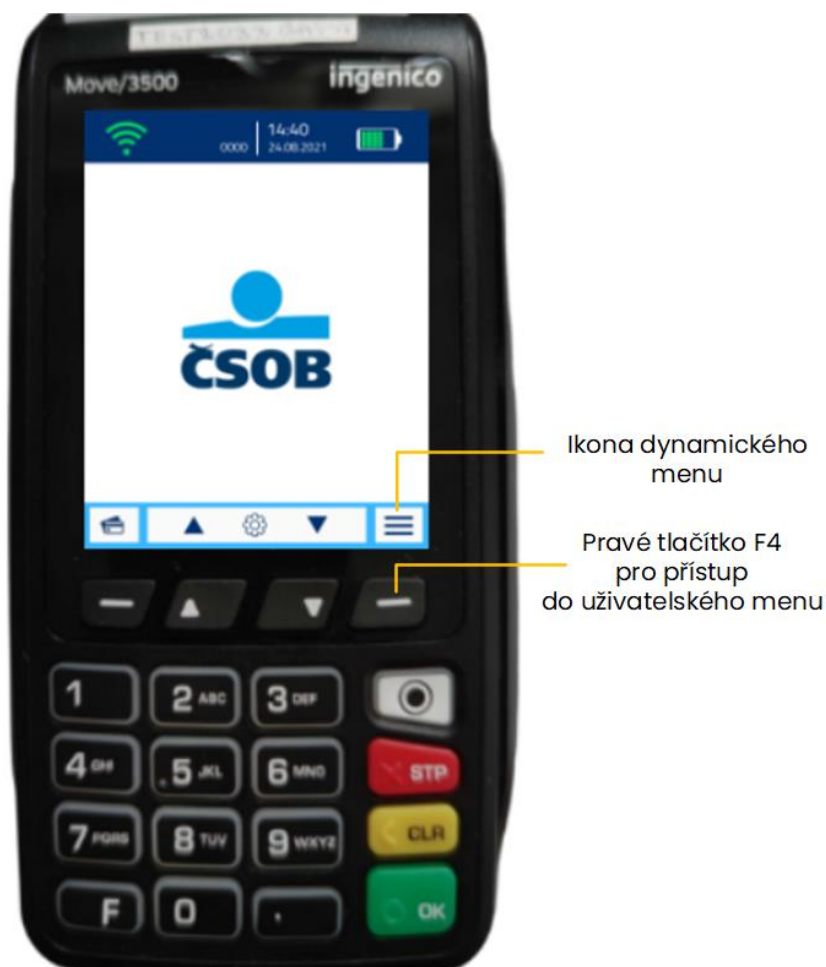 Move/3500 ingenico
14:40
0000 24.08.2021
ČSOB
Ikona dynamického
menu
Pravé tlačítko F4
pro přístup
do uživatelského menu
1 2 ABC 3 DEF
4 GHI 5 JKL 6 MNO STP
7 PQRS 8 TUV 9 WXYZ CLR
F 0 , OK